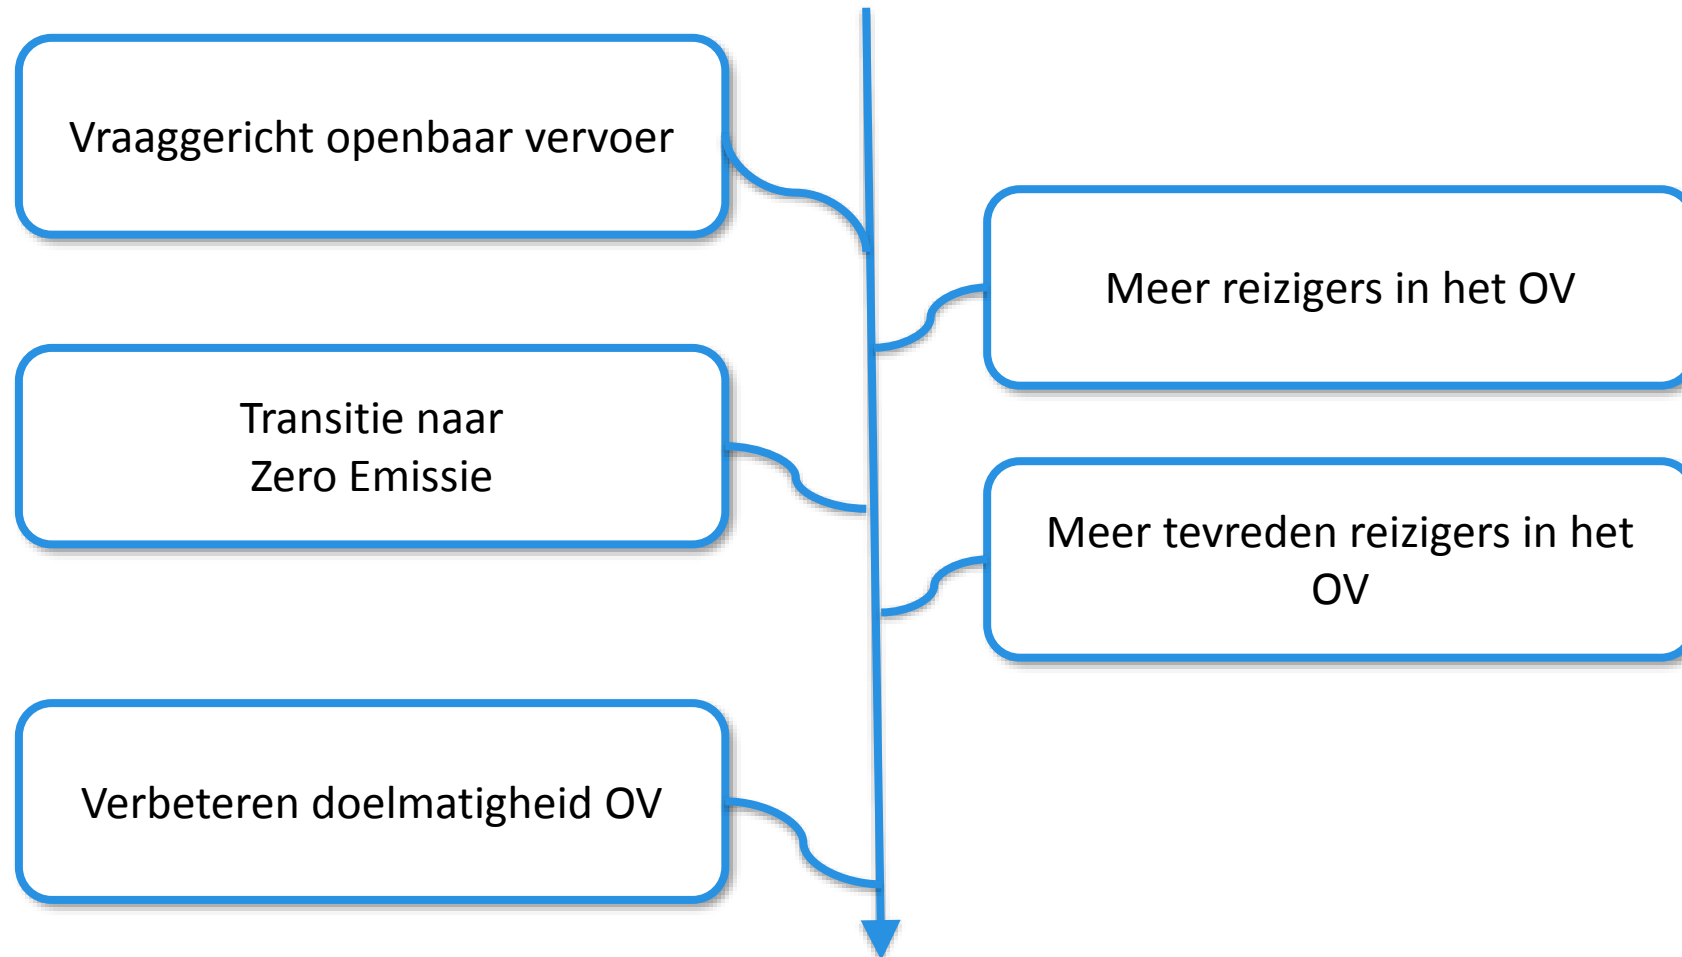 Vraaggericht openbaar vervoer
Meer reizigers in het OV
Transitie naar
Zero Emissie
Meer tevreden reizigers in het
OV
Verbeteren doelmatigheid OV